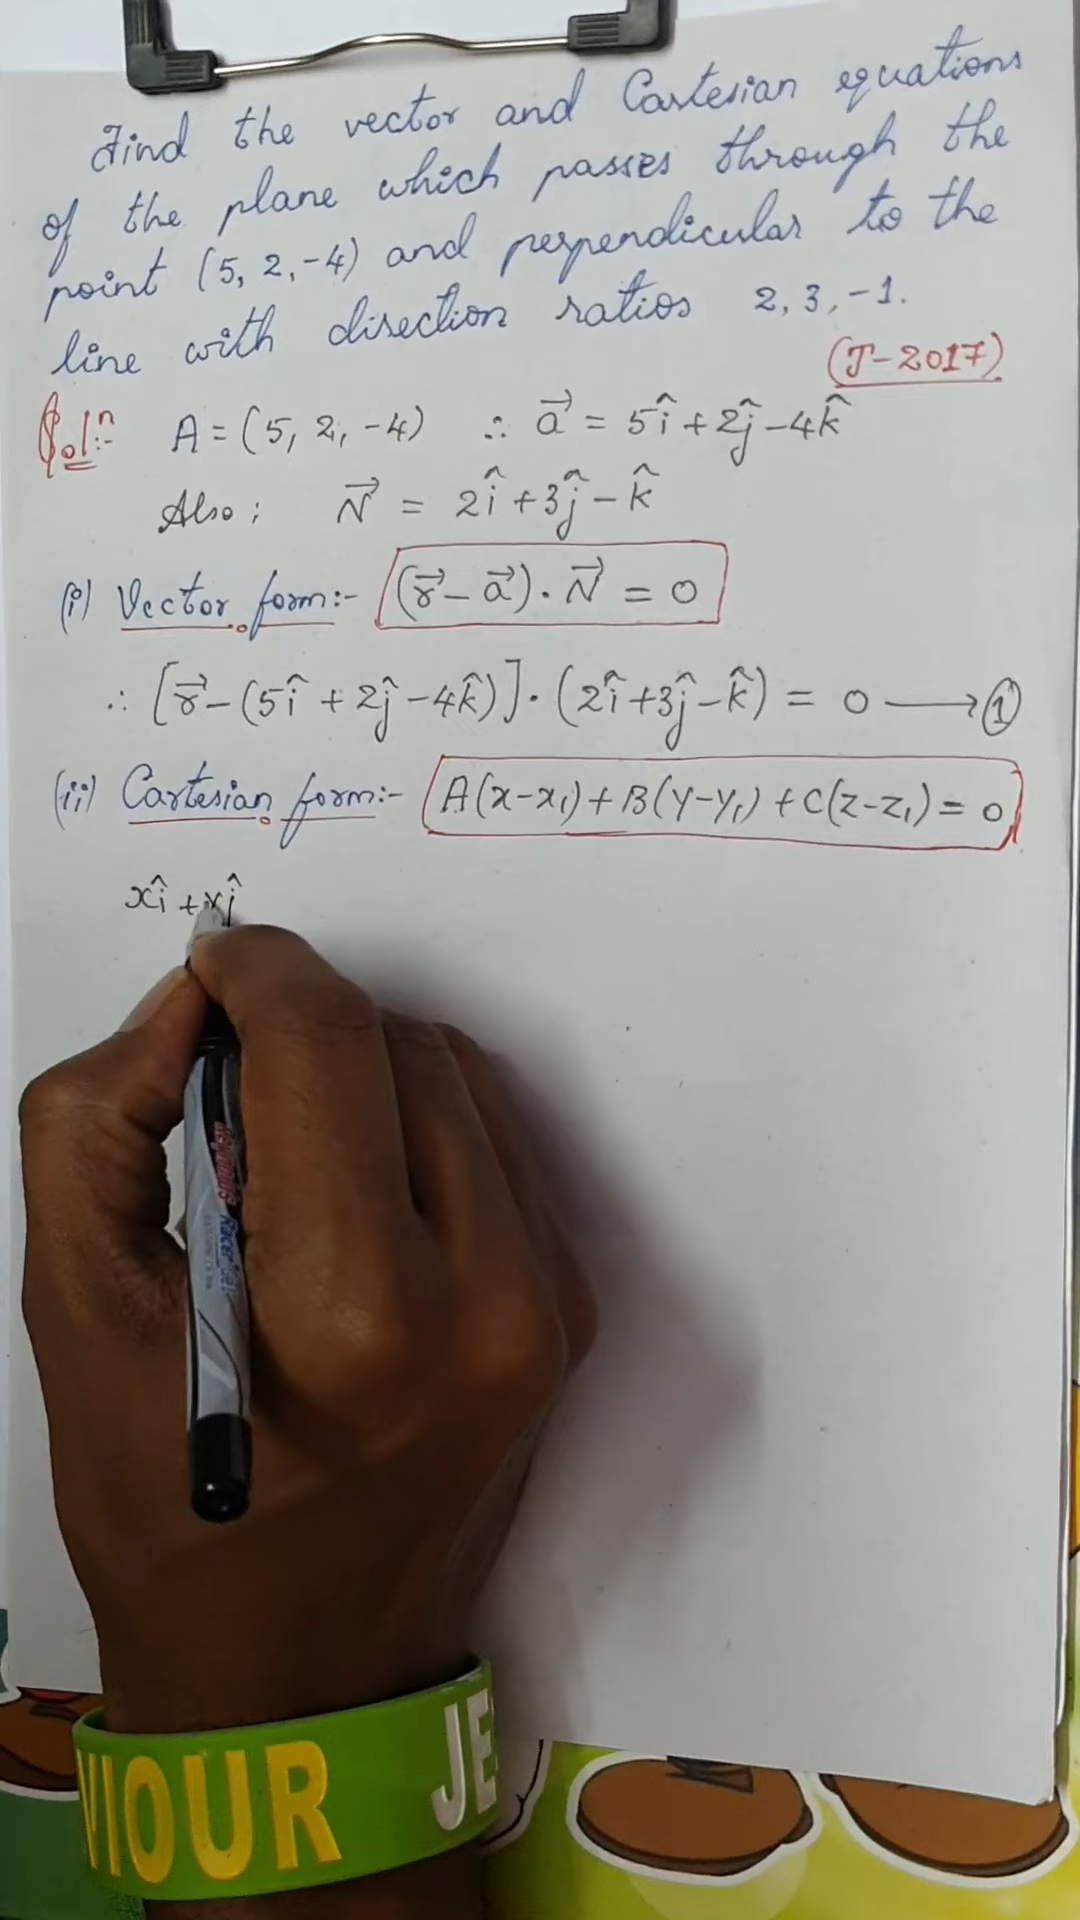 Find the vector and Cartesian equations
of the plane which passes through the
point (5, 2, -4) and perpendicular to the
line with direction ratios 2, 3, -1.
(J-2017)
Solⁿ:- A = (5, 2, -4) ∴ a⃗ = 5î + 2ĵ - 4k̂
Also; N⃗ = 2î + 3ĵ - k̂
(i) Vector form:- (r⃗ - a⃗) · N⃗ = 0
∴ [r⃗ - (5î + 2ĵ - 4k̂)] · (2î + 3ĵ - k̂) = 0 ⟶ ①
(ii) Cartesian form:- A(x-x₁) + B(y-y₁) + C(z-z₁) = 0
xî + yĵ
Racer Gel
VIOUR JE